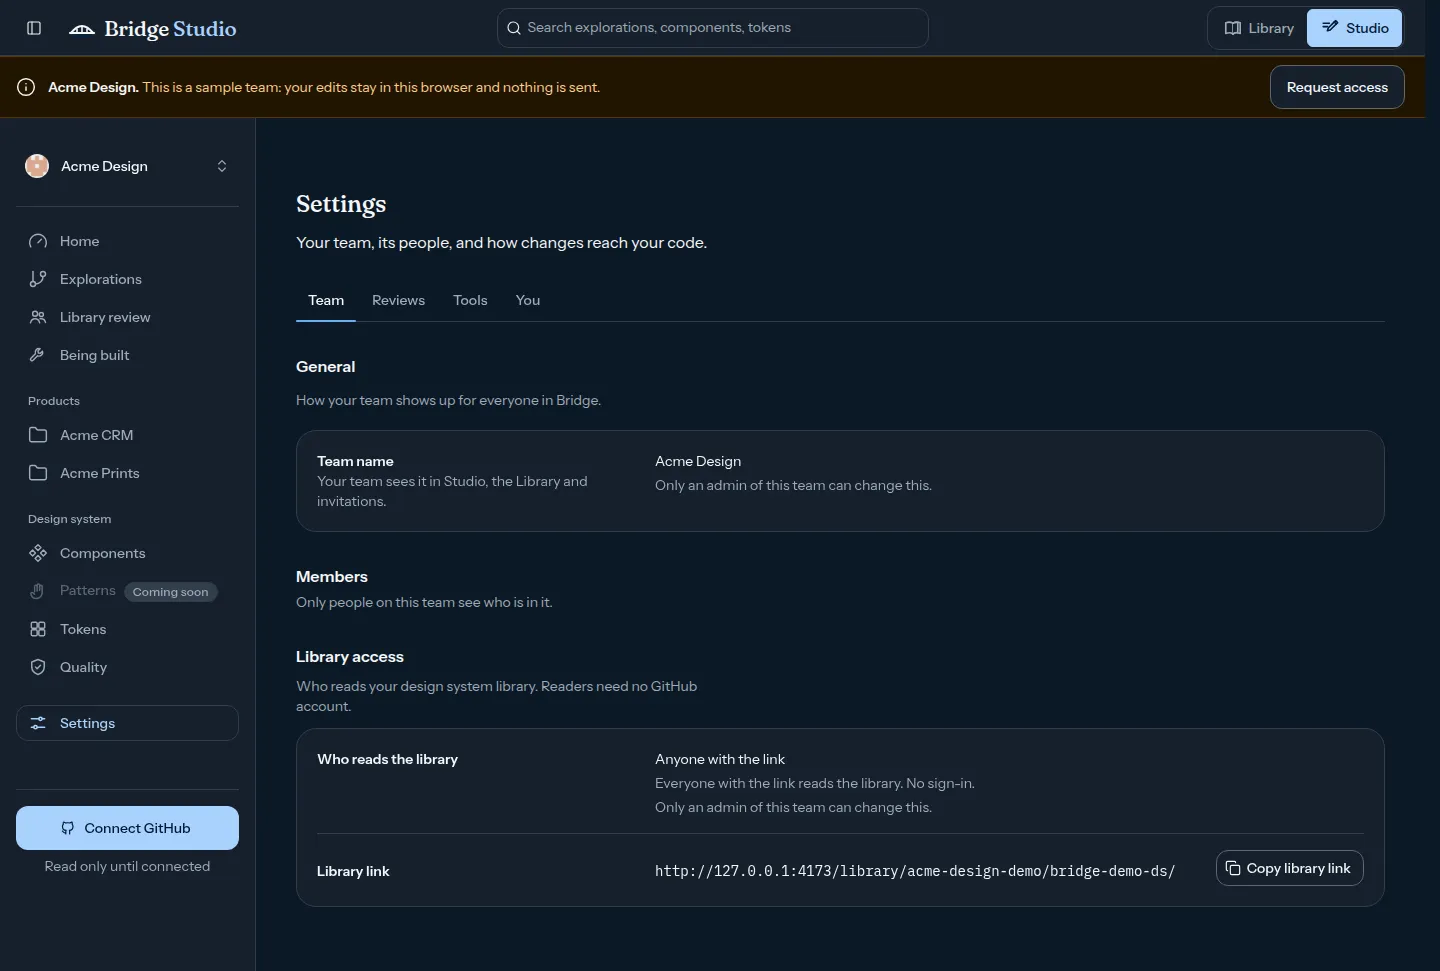 Bridge Studio
Search explorations, components, tokens
Library
Studio
Acme Design. This is a sample team: your edits stay in this browser and nothing is sent.
Request access
Acme Design
Home
Explorations
Library review
Being built
Products
Acme CRM
Acme Prints
Design system
Components
Patterns Coming soon
Tokens
Quality
Settings
Connect GitHub
Read only until connected
Settings
Your team, its people, and how changes reach your code.
Team Reviews Tools You
General
How your team shows up for everyone in Bridge.
Team name
Your team sees it in Studio, the Library and
invitations.
Acme Design
Only an admin of this team can change this.
Members
Only people on this team see who is in it.
Library access
Who reads your design system library. Readers need no GitHub
account.
Who reads the library
Anyone with the link
Everyone with the link reads the library. No sign-in.
Only an admin of this team can change this.
Library link
http://127.0.0.1:4173/library/acme-design-demo/bridge-demo-ds/
Copy library link